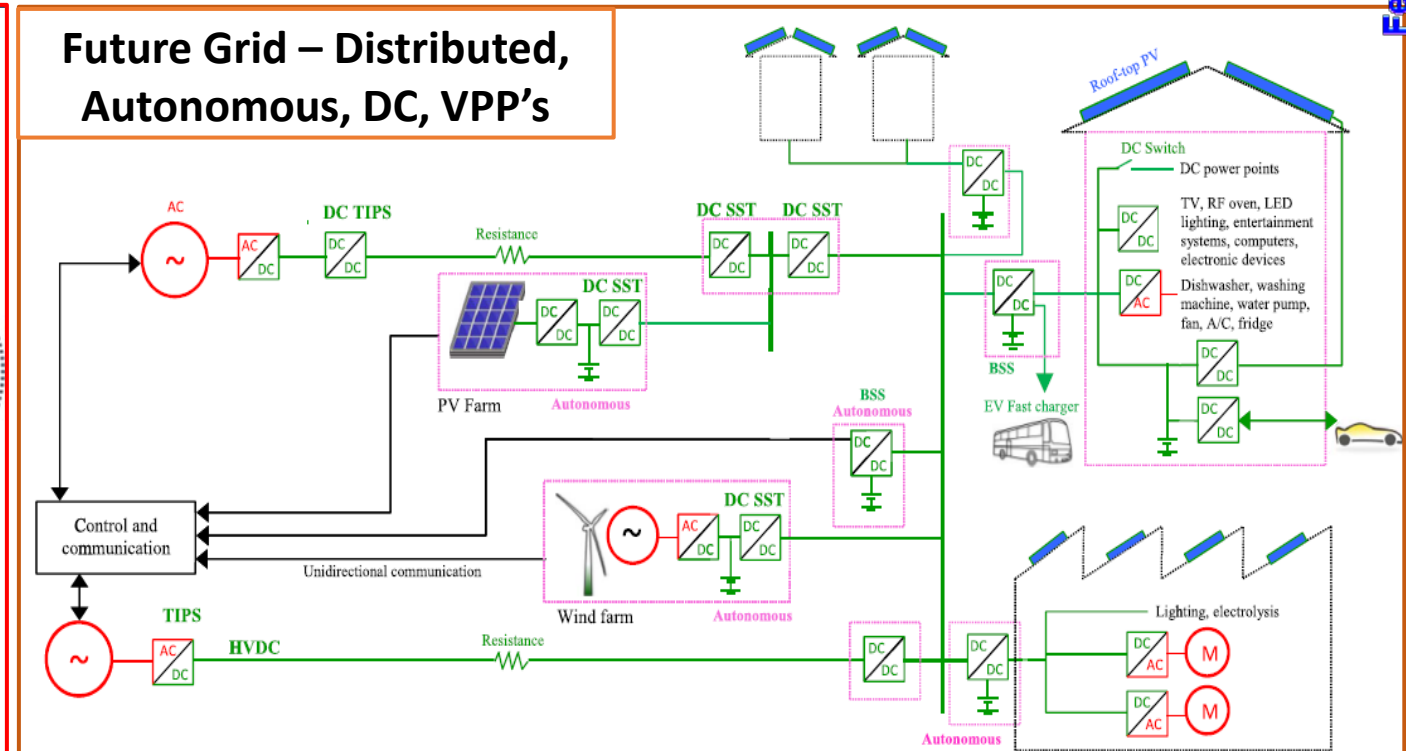 Future Grid – Distributed,
Autonomous, DC, VPP's
AC
~
AC
DC
DC TIPS
DC
DC
Resistance
DC SST
DC
DC
DC SST
DC
DC
DC
DC
DC SST
DC
DC
PV Farm
Autonomous
DC
DC
Roof-top PV
DC Switch
DC power points
DC
DC
TV, RF oven, LED
lighting, entertainment
systems, computers,
electronic devices
DC
AC
Dishwasher, washing
machine, water pump,
fan, A/C, fridge
DC
DC
DC
DC
DC
DC
BSS
EV Fast charger
BSS
Autonomous
DC
DC
Control and
communication
Unidirectional communication
~
AC
DC
DC SST
DC
DC
Wind farm
Autonomous
TIPS
~
AC
DC
HVDC
Resistance
DC
DC
DC
DC
Autonomous
Lighting, electrolysis
DC
AC
M
DC
AC
M